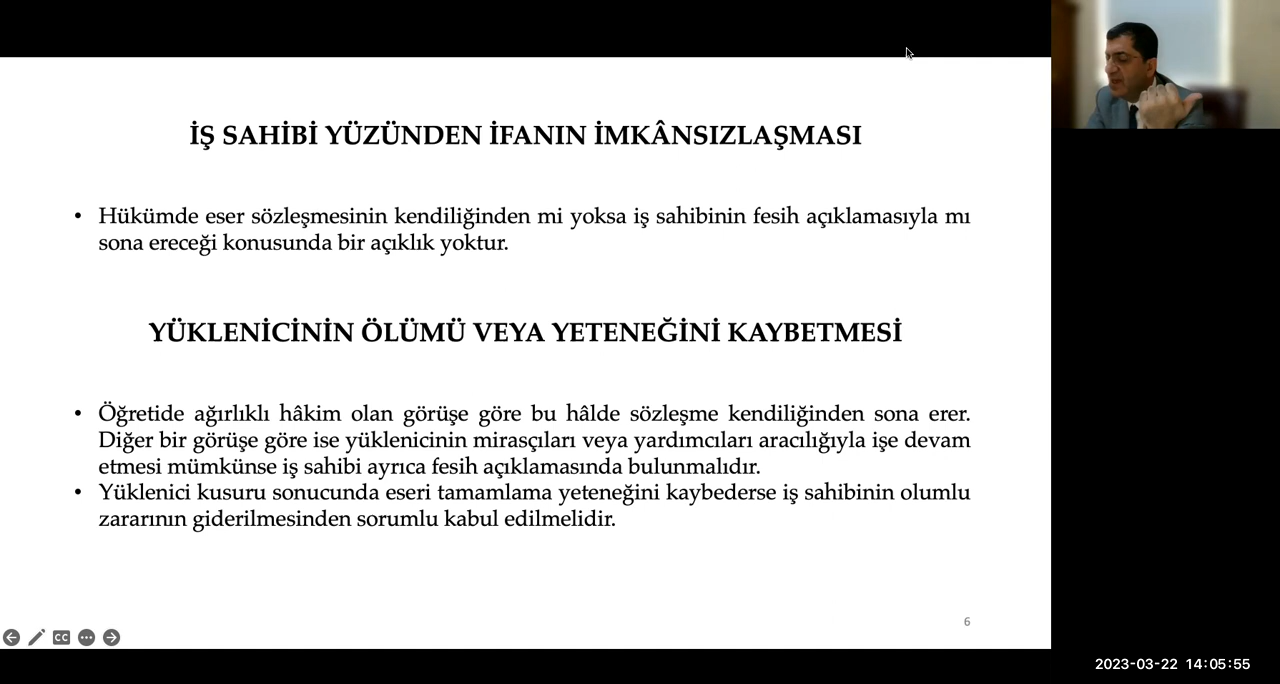 İŞ SAHİBİ YÜZÜNDEN İFANIN İMKÂNSIZLAŞMASI
• Hükümde eser sözleşmesinin kendiliğinden mi yoksa iş sahibinin fesih açıklamasıyla mı
sona ereceği konusunda bir açıklık yoktur.
YÜKLENİCİNİN ÖLÜMÜ VEYA YETENEĞİNİ KAYBETMESİ
• Öğretide ağırlıklı hâkim olan görüşe göre bu hâlde sözleşme kendiliğinden sona erer.
Diğer bir görüşe göre ise yüklenicinin mirasçıları veya yardımcıları aracılığıyla işe devam
etmesi mümkünse iş sahibi ayrıca fesih açıklamasında bulunmalıdır.
• Yüklenici kusuru sonucunda eseri tamamlama yeteneğini kaybederse iş sahibinin olumlu
zararının giderilmesinden sorumlu kabul edilmelidir.
6
CC
2023-03-22 14:05:55